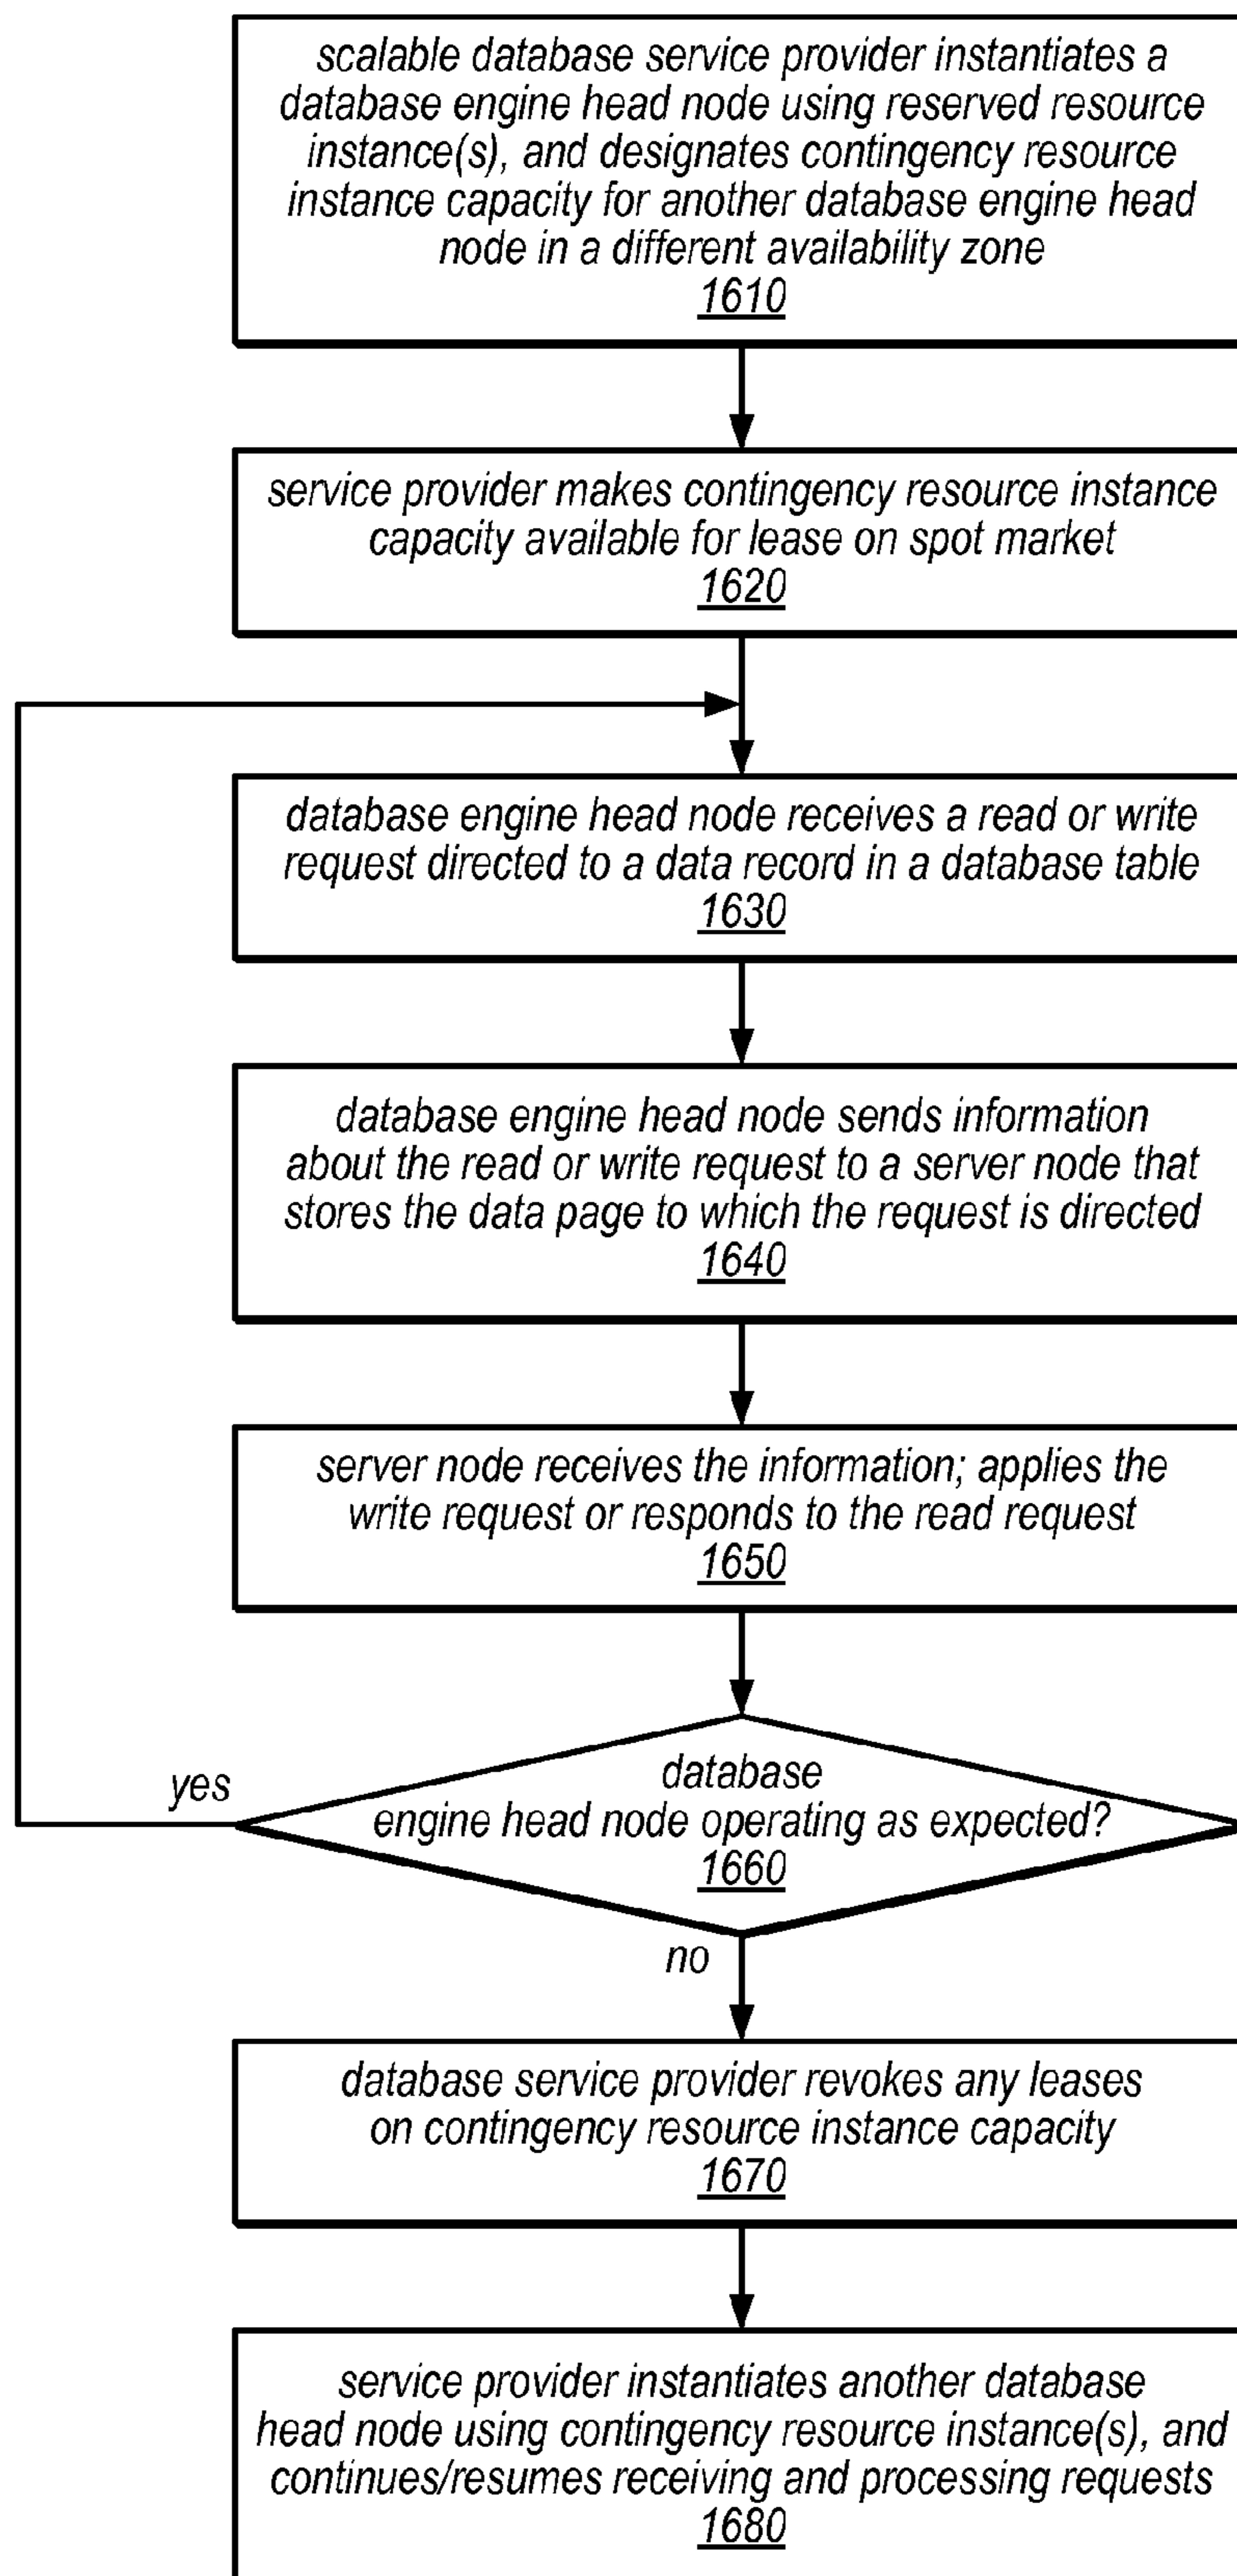 scalable database service provider instantiates a
database engine head node using reserved resource
instance(s), and designates contingency resource
instance capacity for another database engine head
node in a different availability zone
1610
service provider makes contingency resource instance
capacity available for lease on spot market
1620
database engine head node receives a read or write
request directed to a data record in a database table
1630
database engine head node sends information
about the read or write request to a server node that
stores the data page to which the request is directed
1640
server node receives the information; applies the
write request or responds to the read request
1650
yes
database
engine head node operating as expected?
1660
no
database service provider revokes any leases
on contingency resource instance capacity
1670
service provider instantiates another database
head node using contingency resource instance(s), and
continues/resumes receiving and processing requests
1680